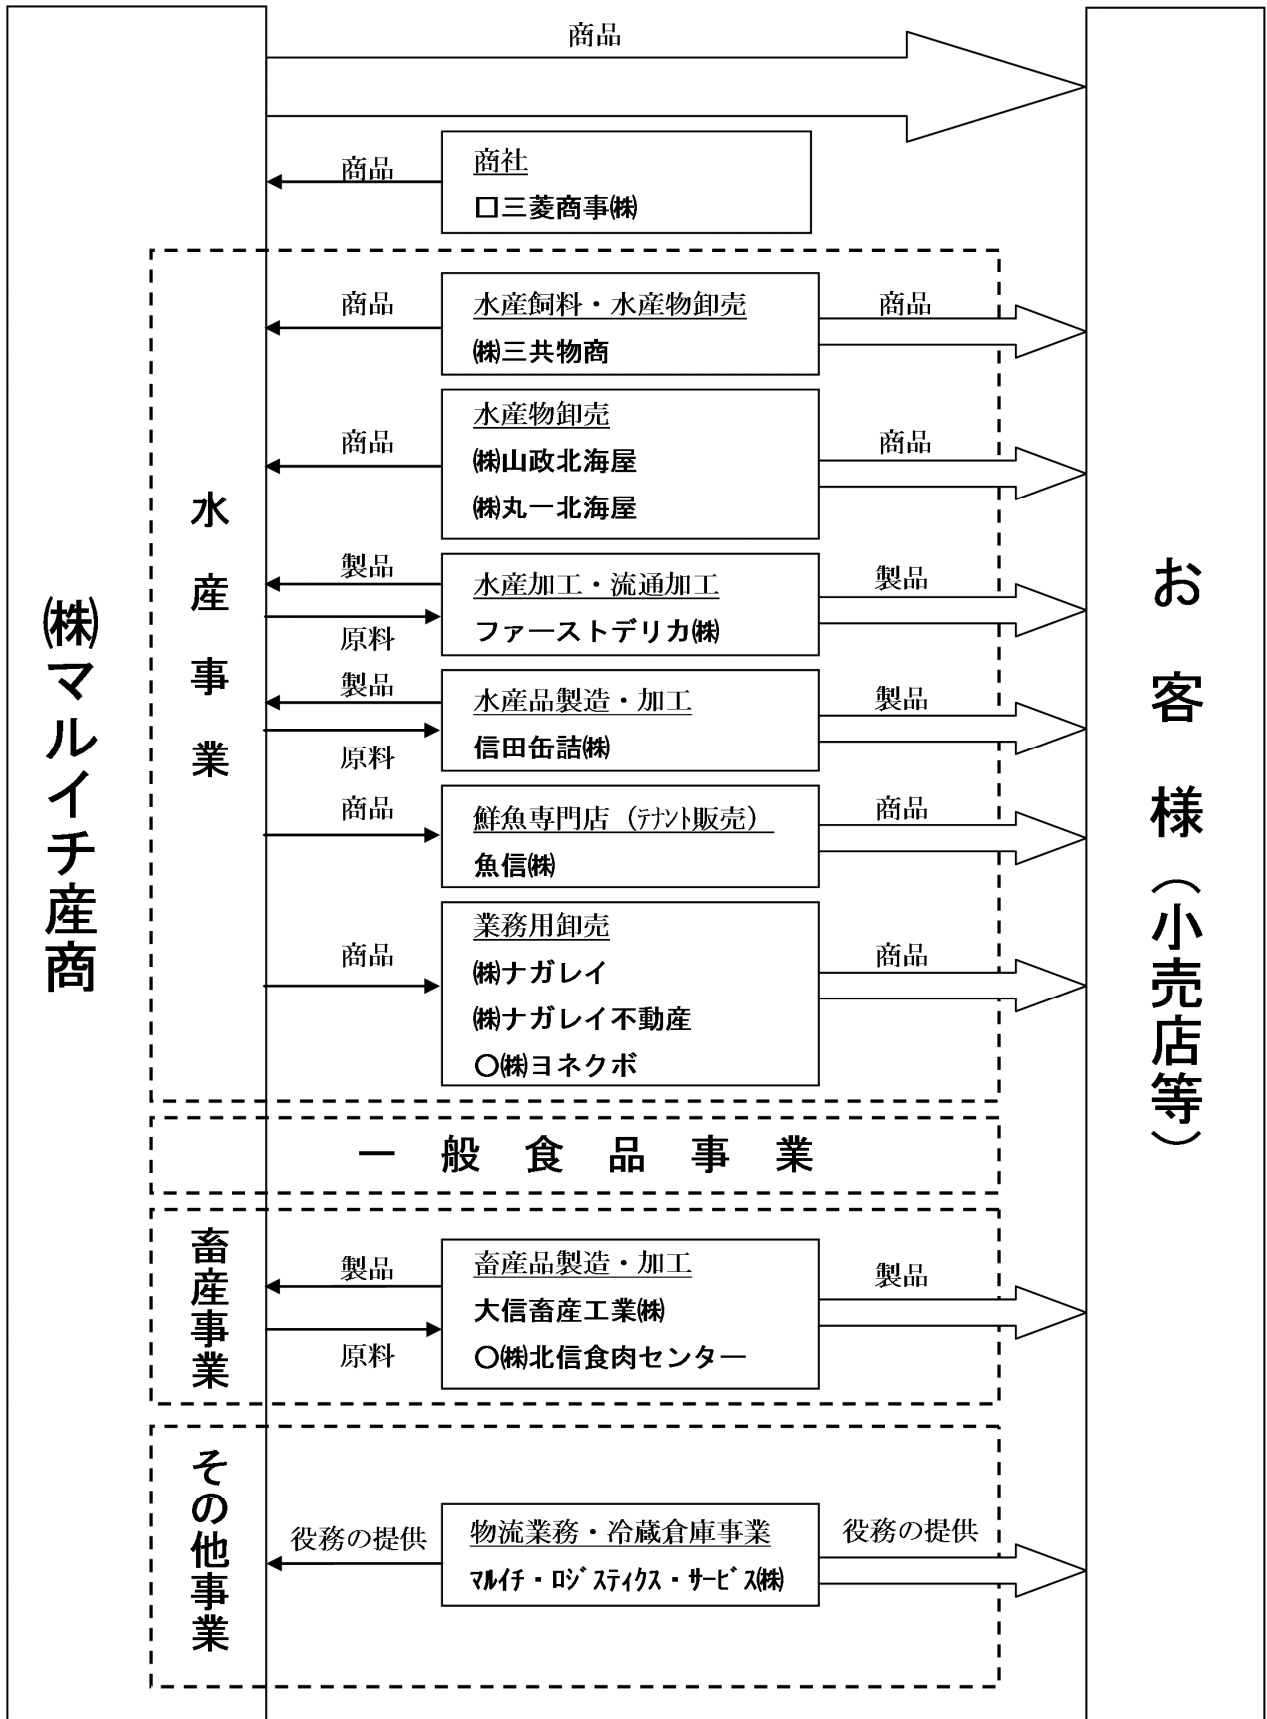 ㈱マルイチ産商
商品
商品
商社
□三菱商事㈱
水産事業
商品
水産飼料・水産物卸売
㈱三共物商
商品
商品
水産物卸売
㈱山政北海屋
㈱丸一北海屋
商品
製品
原料
水産加工・流通加工
ファーストデリカ㈱
製品
製品
原料
水産品製造・加工
信田缶詰㈱
製品
商品
鮮魚専門店（ﾃﾅﾝﾄ販売）
魚信㈱
商品
商品
業務用卸売
㈱ナガレイ
㈱ナガレイ不動産
○㈱ヨネクボ
商品
一般食品事業
畜産事業
製品
原料
畜産品製造・加工
大信畜産工業㈱
○㈱北信食肉センター
製品
その他事業
役務の提供
物流業務・冷蔵倉庫事業
ﾏﾙｲﾁ・ﾛｼﾞｽﾃｨｸｽ・ｻｰﾋﾞｽ㈱
役務の提供
お客様（小売店等）